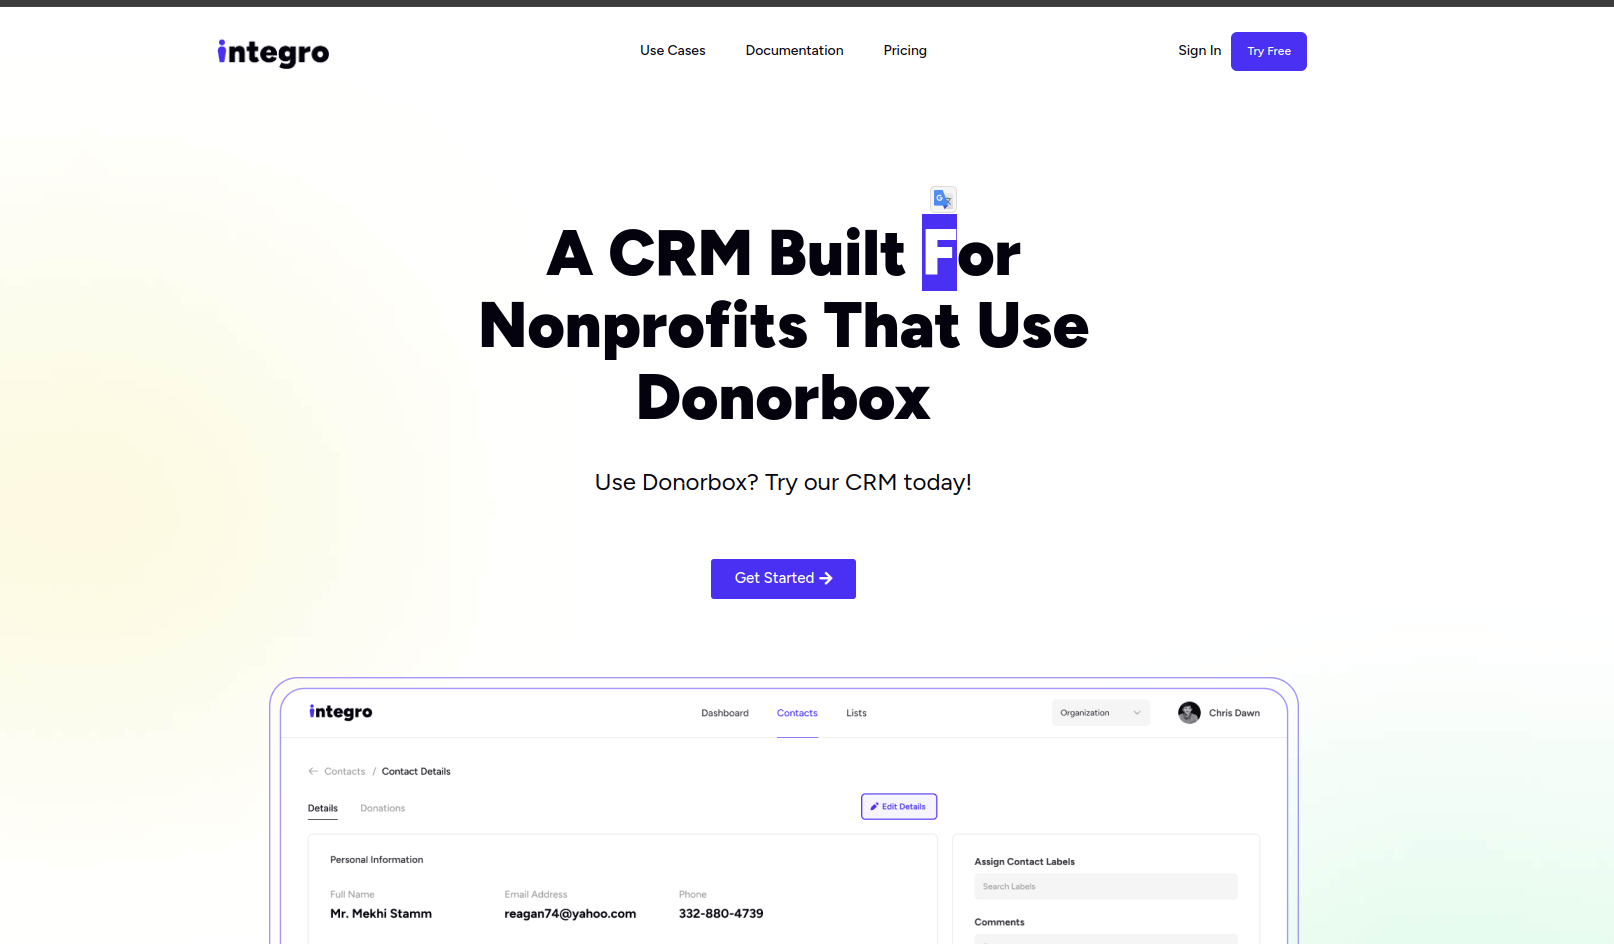 integro
Use Cases Documentation Pricing Sign In Try Free
A CRM Built For
Nonprofits That Use
Donorbox
Use Donorbox? Try our CRM today!
Get Started
integro Dashboard Contacts Lists Organization Chris Dawn
Contacts / Contact Details
Details Donations Edit Details
Personal Information
Assign Contact Labels
Search Labels
Full Name Email Address Phone
Mr. Mekhi Stamm reagan74@yahoo.com 332-880-4739
Comments